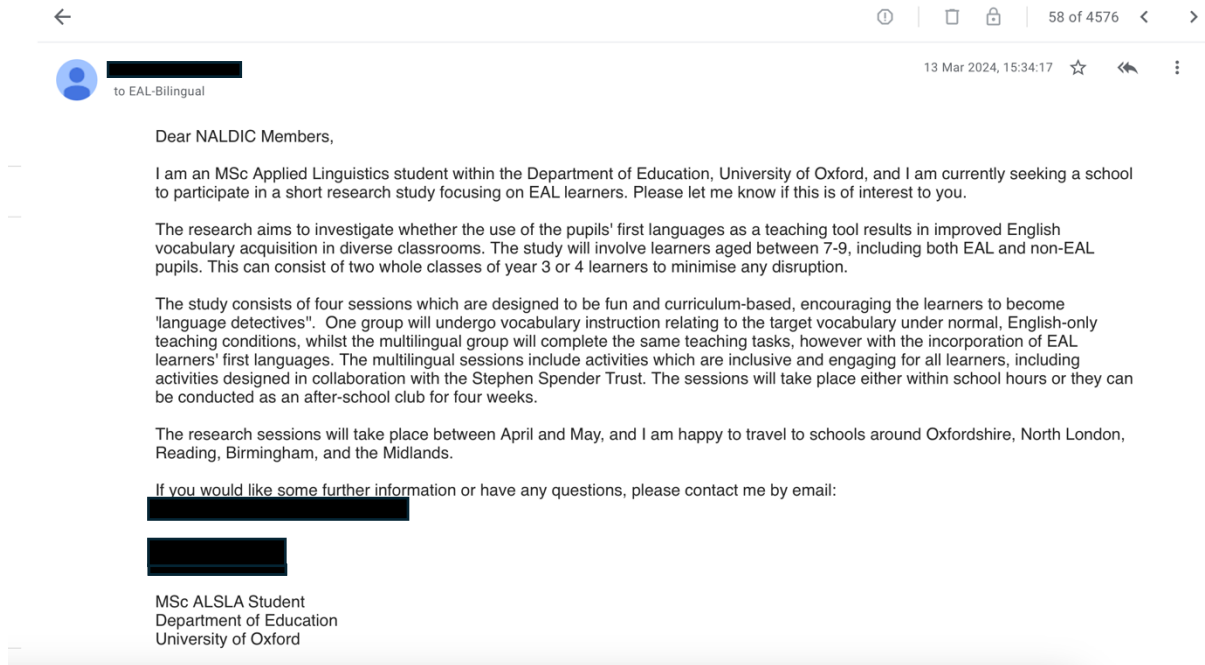 58 of 4576
13 Mar 2024, 15:34:17
to EAL-Bilingual
Dear NALDIC Members,
I am an MSc Applied Linguistics student within the Department of Education, University of Oxford, and I am currently seeking a school
to participate in a short research study focusing on EAL learners. Please let me know if this is of interest to you.
The research aims to investigate whether the use of the pupils' first languages as a teaching tool results in improved English
vocabulary acquisition in diverse classrooms. The study will involve learners aged between 7-9, including both EAL and non-EAL
pupils. This can consist of two whole classes of year 3 or 4 learners to minimise any disruption.
The study consists of four sessions which are designed to be fun and curriculum-based, encouraging the learners to become
'language detectives". One group will undergo vocabulary instruction relating to the target vocabulary under normal, English-only
teaching conditions, whilst the multilingual group will complete the same teaching tasks, however with the incorporation of EAL
learners' first languages. The multilingual sessions include activities which are inclusive and engaging for all learners, including
activities designed in collaboration with the Stephen Spender Trust. The sessions will take place either within school hours or they can
be conducted as an after-school club for four weeks.
The research sessions will take place between April and May, and I am happy to travel to schools around Oxfordshire, North London,
Reading, Birmingham, and the Midlands.
If you would like some further information or have any questions, please contact me by email:
MSc ALSLA Student
Department of Education
University of Oxford